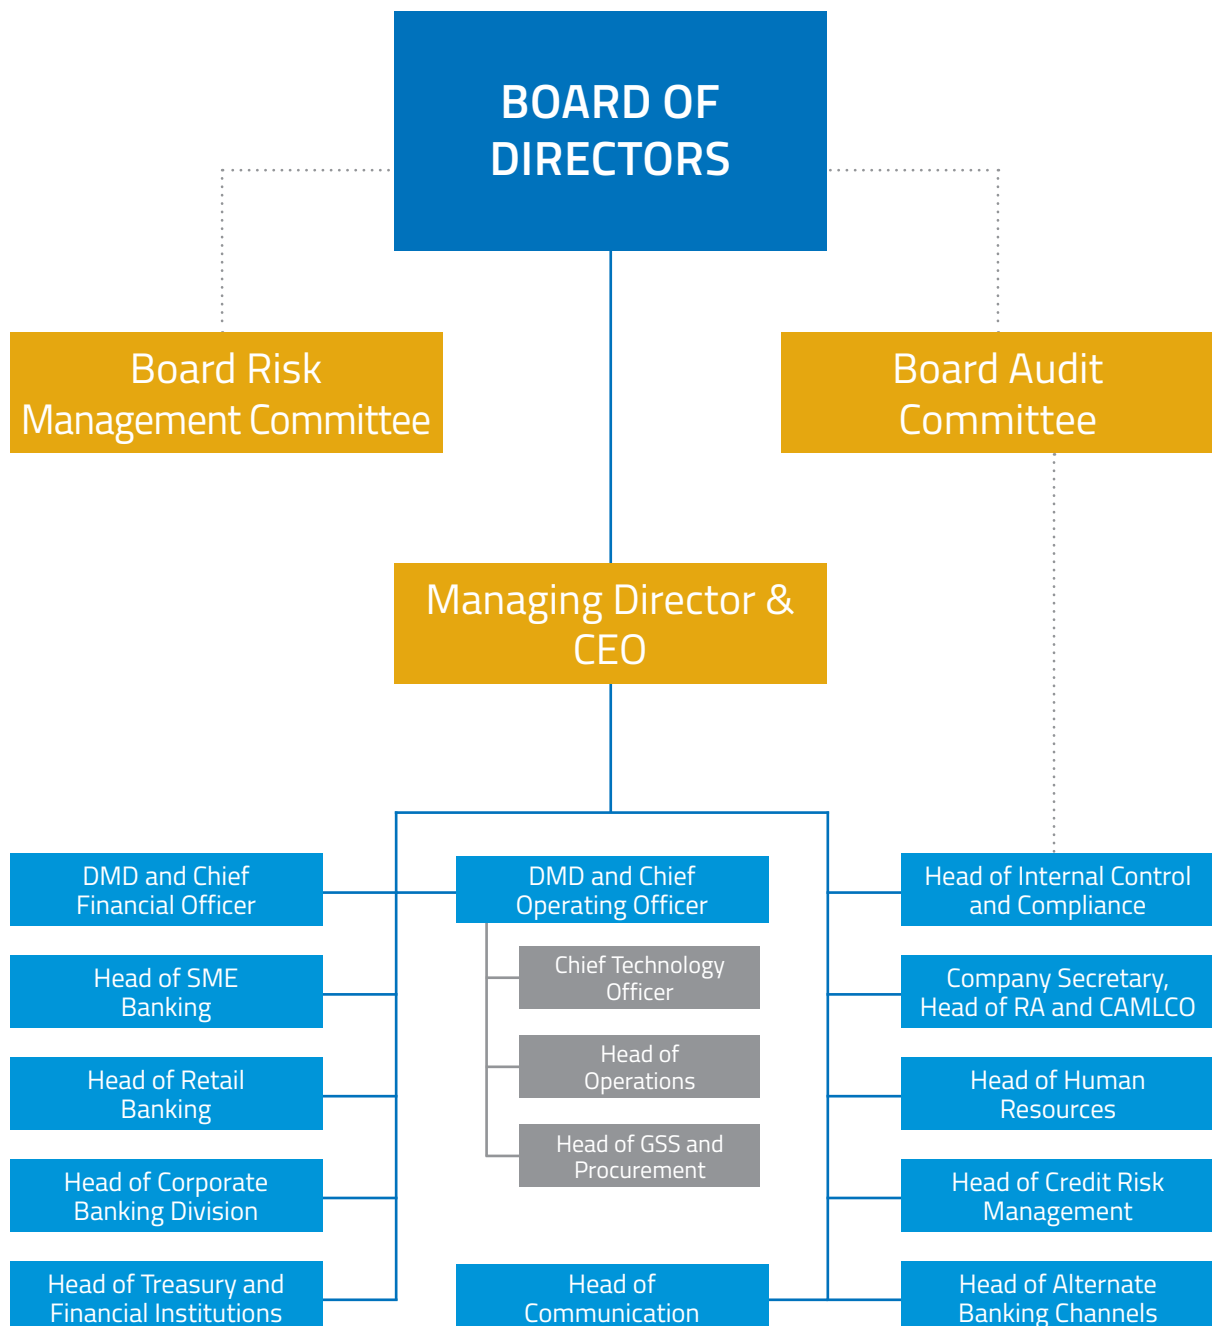 BOARD OF
DIRECTORS
Board Risk
Management Committee
Board Audit
Committee
Managing Director &
CEO
DMD and Chief
Financial Officer
DMD and Chief
Operating Officer
Head of Internal Control
and Compliance
Chief Technology
Officer
Head of SME
Banking
Company Secretary,
Head of RA and CAMLCO
Head of
Operations
Head of Retail
Banking
Head of Human
Resources
Head of GSS and
Procurement
Head of Corporate
Banking Division
Head of Credit Risk
Management
Head of Treasury and
Financial Institutions
Head of
Communication
Head of Alternate
Banking Channels